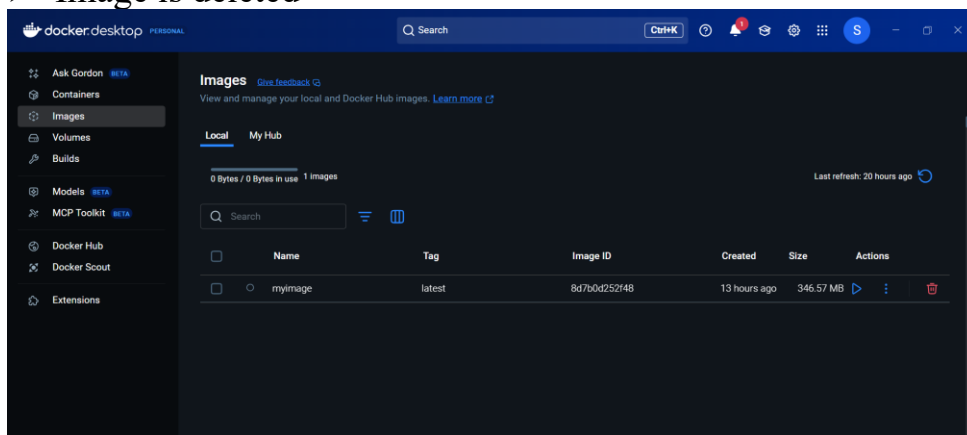 Image is deleted
docker.desktop PERSONAL
Search
Ctrl+K
1
S
Ask Gordon BETA
Containers
Images
Volumes
Builds
Models BETA
MCP Toolkit BETA
Docker Hub
Docker Scout
Extensions
Images Give feedback
View and manage your local and Docker Hub images. Learn more
Local My Hub
0 Bytes / 0 Bytes in use 1 images
Last refresh: 20 hours ago
Search
Name Tag Image ID Created Size Actions
myimage latest 8d7b0d252f48 13 hours ago 346.57 MB